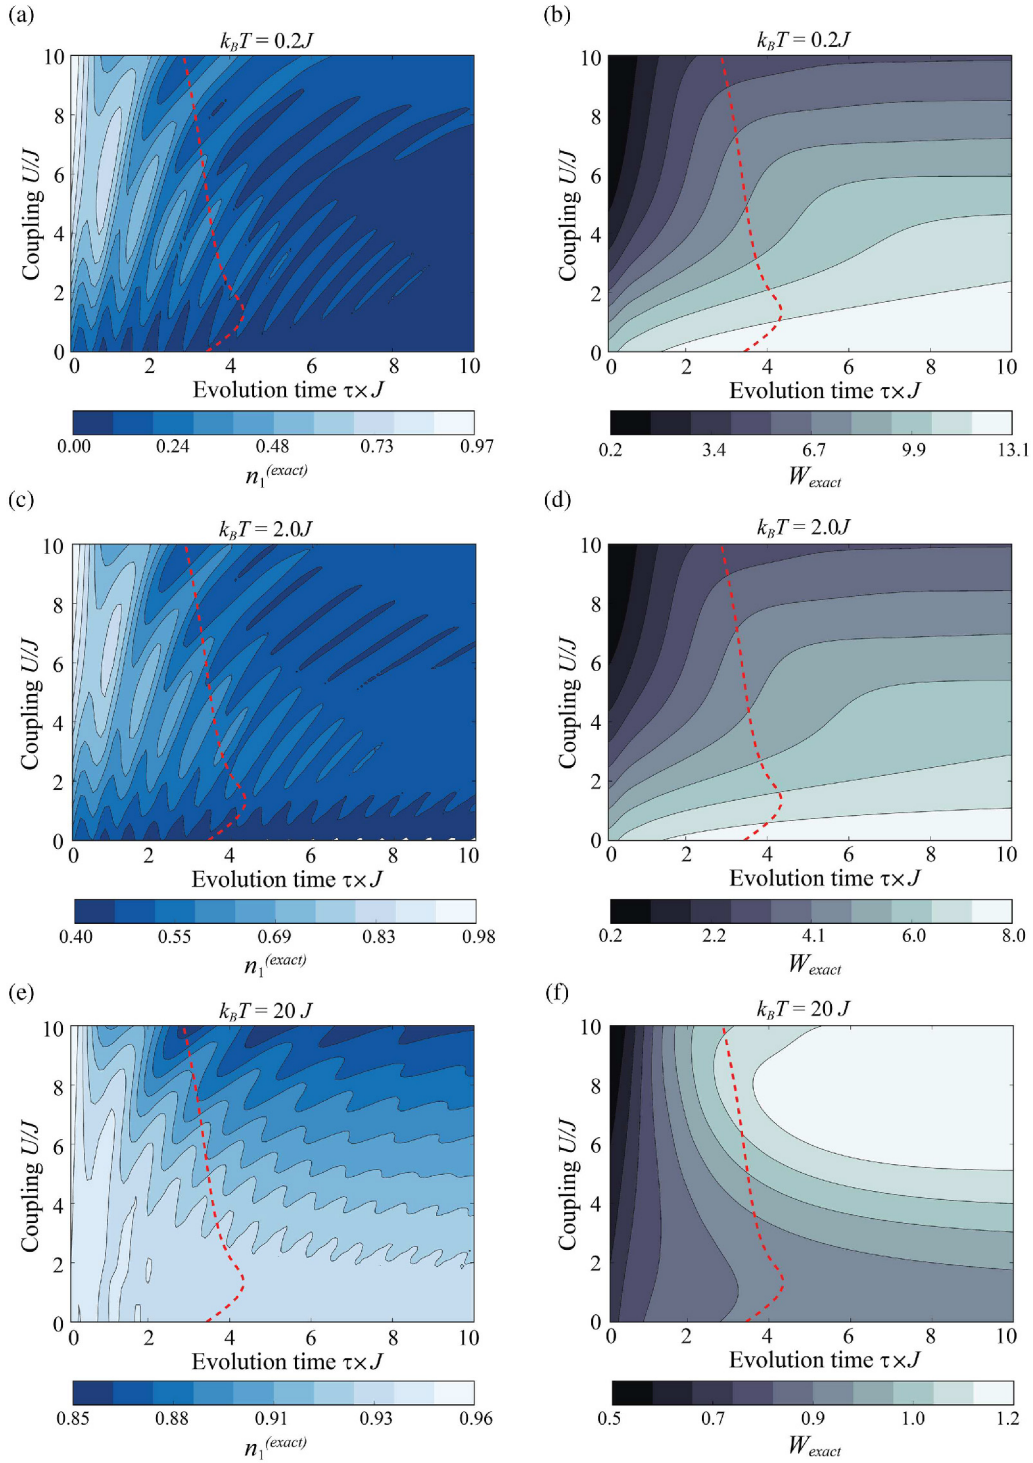 (a)
k_BT = 0.2J
10
8
6
4
2
0
Coupling U/J
0 2 4 6 8 10
Evolution time τ×J
0.00 0.24 0.48 0.73 0.97
n_1^(exact)
(b)
k_BT = 0.2J
10
8
6
4
2
0
Coupling U/J
0 2 4 6 8 10
Evolution time τ×J
0.2 3.4 6.7 9.9 13.1
W_exact
(c)
k_BT = 2.0J
10
8
6
4
2
0
Coupling U/J
0 2 4 6 8 10
Evolution time τ×J
0.40 0.55 0.69 0.83 0.98
n_1^(exact)
(d)
k_BT = 2.0J
10
8
6
4
2
0
Coupling U/J
0 2 4 6 8 10
Evolution time τ×J
0.2 2.2 4.1 6.0 8.0
W_exact
(e)
k_BT = 20 J
10
8
6
4
2
0
Coupling U/J
0 2 4 6 8 10
Evolution time τ×J
0.85 0.88 0.91 0.93 0.96
n_1^(exact)
(f)
k_BT = 20 J
10
8
6
4
2
0
Coupling U/J
0 2 4 6 8 10
Evolution time τ×J
0.5 0.7 0.9 1.0 1.2
W_exact